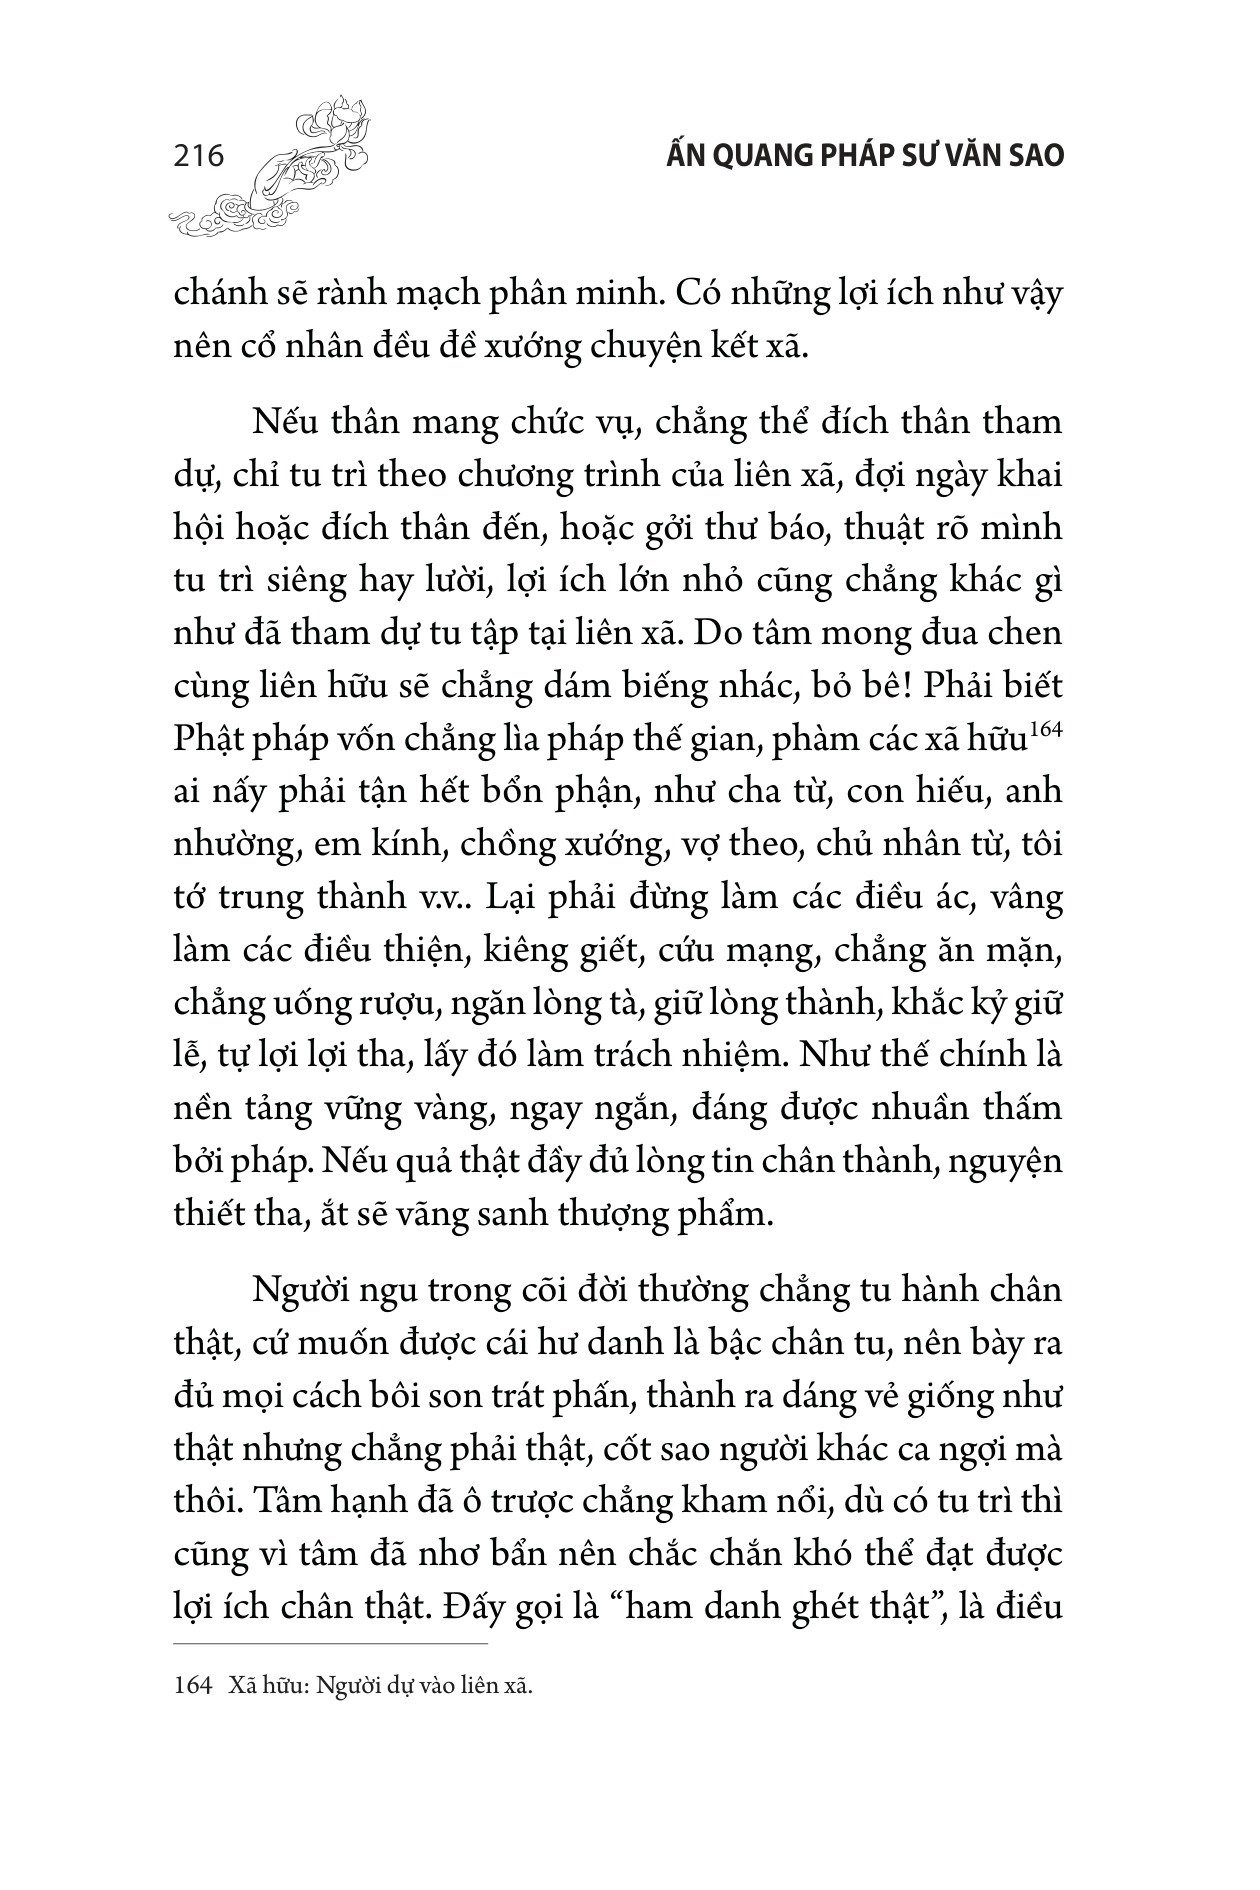 216
ẤN QUANG PHÁP SƯ VĂN SAO
chánh sẽ rành mạch phân minh. Có những lợi ích như vậy
nên cổ nhân đều đề xướng chuyện kết xã.
Nếu thân mang chức vụ, chẳng thể đích thân tham
dự, chỉ tu trì theo chương trình của liên xã, đợi ngày khai
hội hoặc đích thân đến, hoặc gởi thư báo, thuật rõ mình
tu trì siêng hay lười, lợi ích lớn nhỏ cũng chẳng khác gì
như đã tham dự tu tập tại liên xã. Do tâm mong đua chen
cùng liên hữu sẽ chẳng dám biếng nhác, bỏ bê! Phải biết
Phật pháp vốn chẳng lìa pháp thế gian, phàm các xã hữu164
ai nấy phải tận hết bổn phận, như cha từ, con hiếu, anh
nhường, em kính, chồng xướng, vợ theo, chủ nhân từ, tôi
tớ trung thành v.v.. Lại phải đừng làm các điều ác, vâng
làm các điều thiện, kiêng giết, cứu mạng, chẳng ăn mặn,
chẳng uống rượu, ngăn lòng tà, giữ lòng thành, khắc kỷ giữ
lễ, tự lợi lợi tha, lấy đó làm trách nhiệm. Như thế chính là
nền tảng vững vàng, ngay ngắn, đáng được nhuần thấm
bởi pháp. Nếu quả thật đầy đủ lòng tin chân thành, nguyện
thiết tha, ắt sẽ vãng sanh thượng phẩm.
Người ngu trong cõi đời thường chẳng tu hành chân
thật, cứ muốn được cái hư danh là bậc chân tu, nên bày ra
đủ mọi cách bôi son trát phấn, thành ra dáng vẻ giống như
thật nhưng chẳng phải thật, cốt sao người khác ca ngợi mà
thôi. Tâm hạnh đã ô trược chẳng kham nổi, dù có tu trì thì
cũng vì tâm đã nhơ bẩn nên chắc chắn khó thể đạt được
lợi ích chân thật. Đấy gọi là “ham danh ghét thật”, là điều
164 Xã hữu: Người dự vào liên xã.